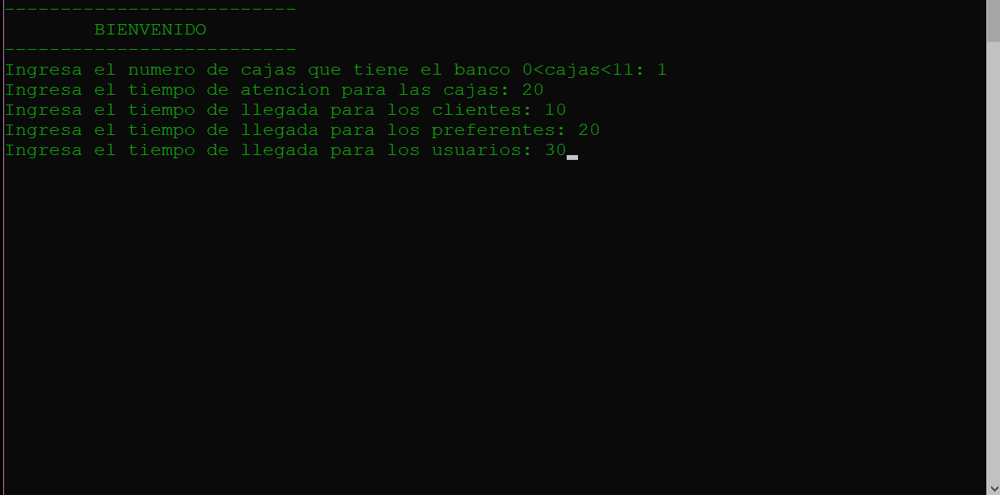 --------------------------
BIENVENIDO
--------------------------
Ingresa el numero de cajas que tiene el banco 0<cajas<11: 1
Ingresa el tiempo de atencion para las cajas: 20
Ingresa el tiempo de llegada para los clientes: 10
Ingresa el tiempo de llegada para los preferentes: 20
Ingresa el tiempo de llegada para los usuarios: 30